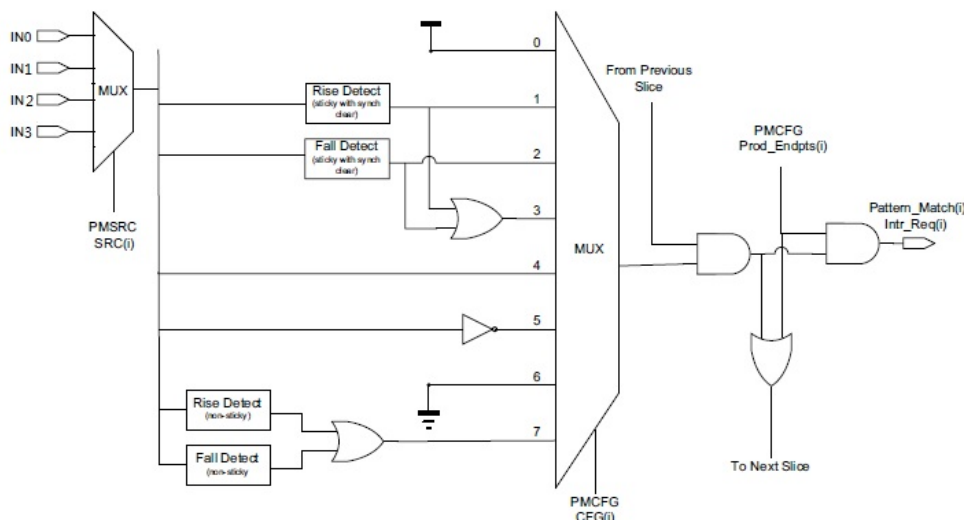 IN0
IN1
IN2
IN3
MUX
PMSRC
SRC(i)
Rise Detect
(sticky with synch
clear)
Fall Detect
(sticky with synch
clear)
Rise Detect
(non-sticky)
Fall Detect
(non-sticky
0
1
2
3
4
5
6
7
MUX
PMCFG
CFG(i)
From Previous
Slice
PMCFG
Prod_Endpts(i)
Pattern_Match(i)
Intr_Req(i)
To Next Slice